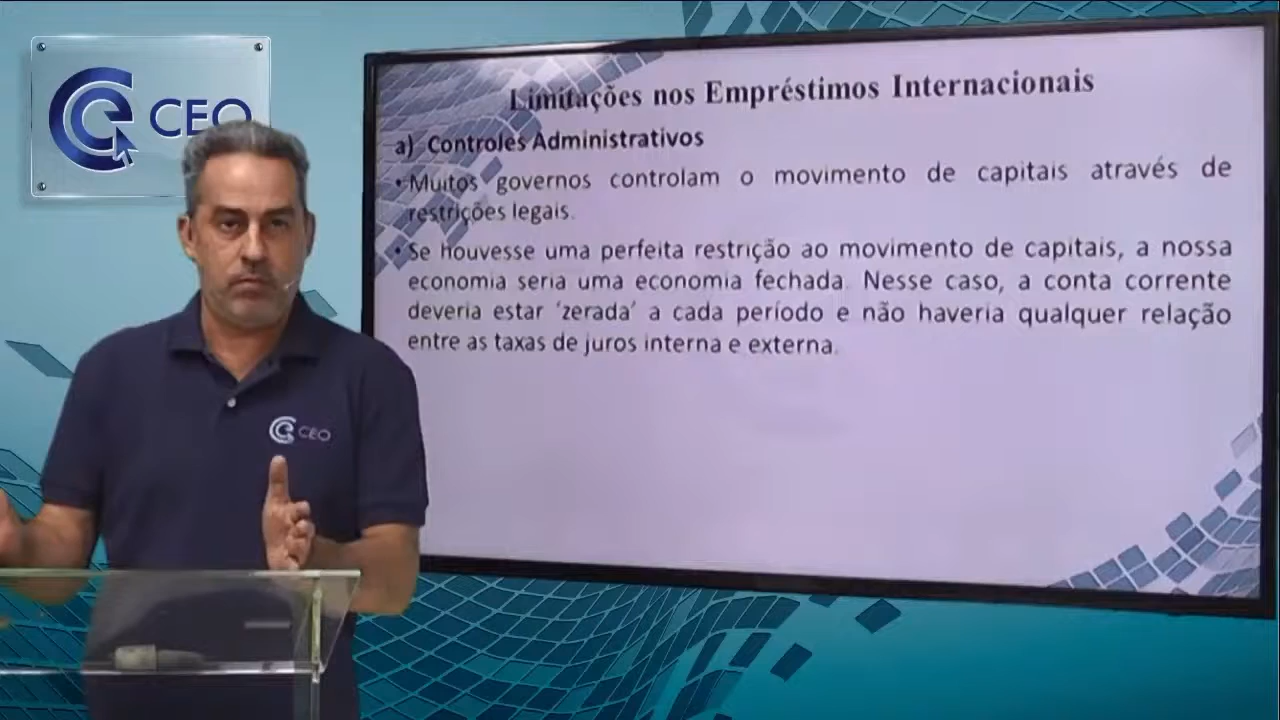 CEO
Limitações nos Empréstimos Internacionais
a) Controles Administrativos
• Muitos governos controlam o movimento de capitais através de
restrições legais.
• Se houvesse uma perfeita restrição ao movimento de capitais, a nossa
economia seria uma economia fechada. Nesse caso, a conta corrente
deveria estar ‘zerada’ a cada período e não haveria qualquer relação
entre as taxas de juros interna e externa.
CEO